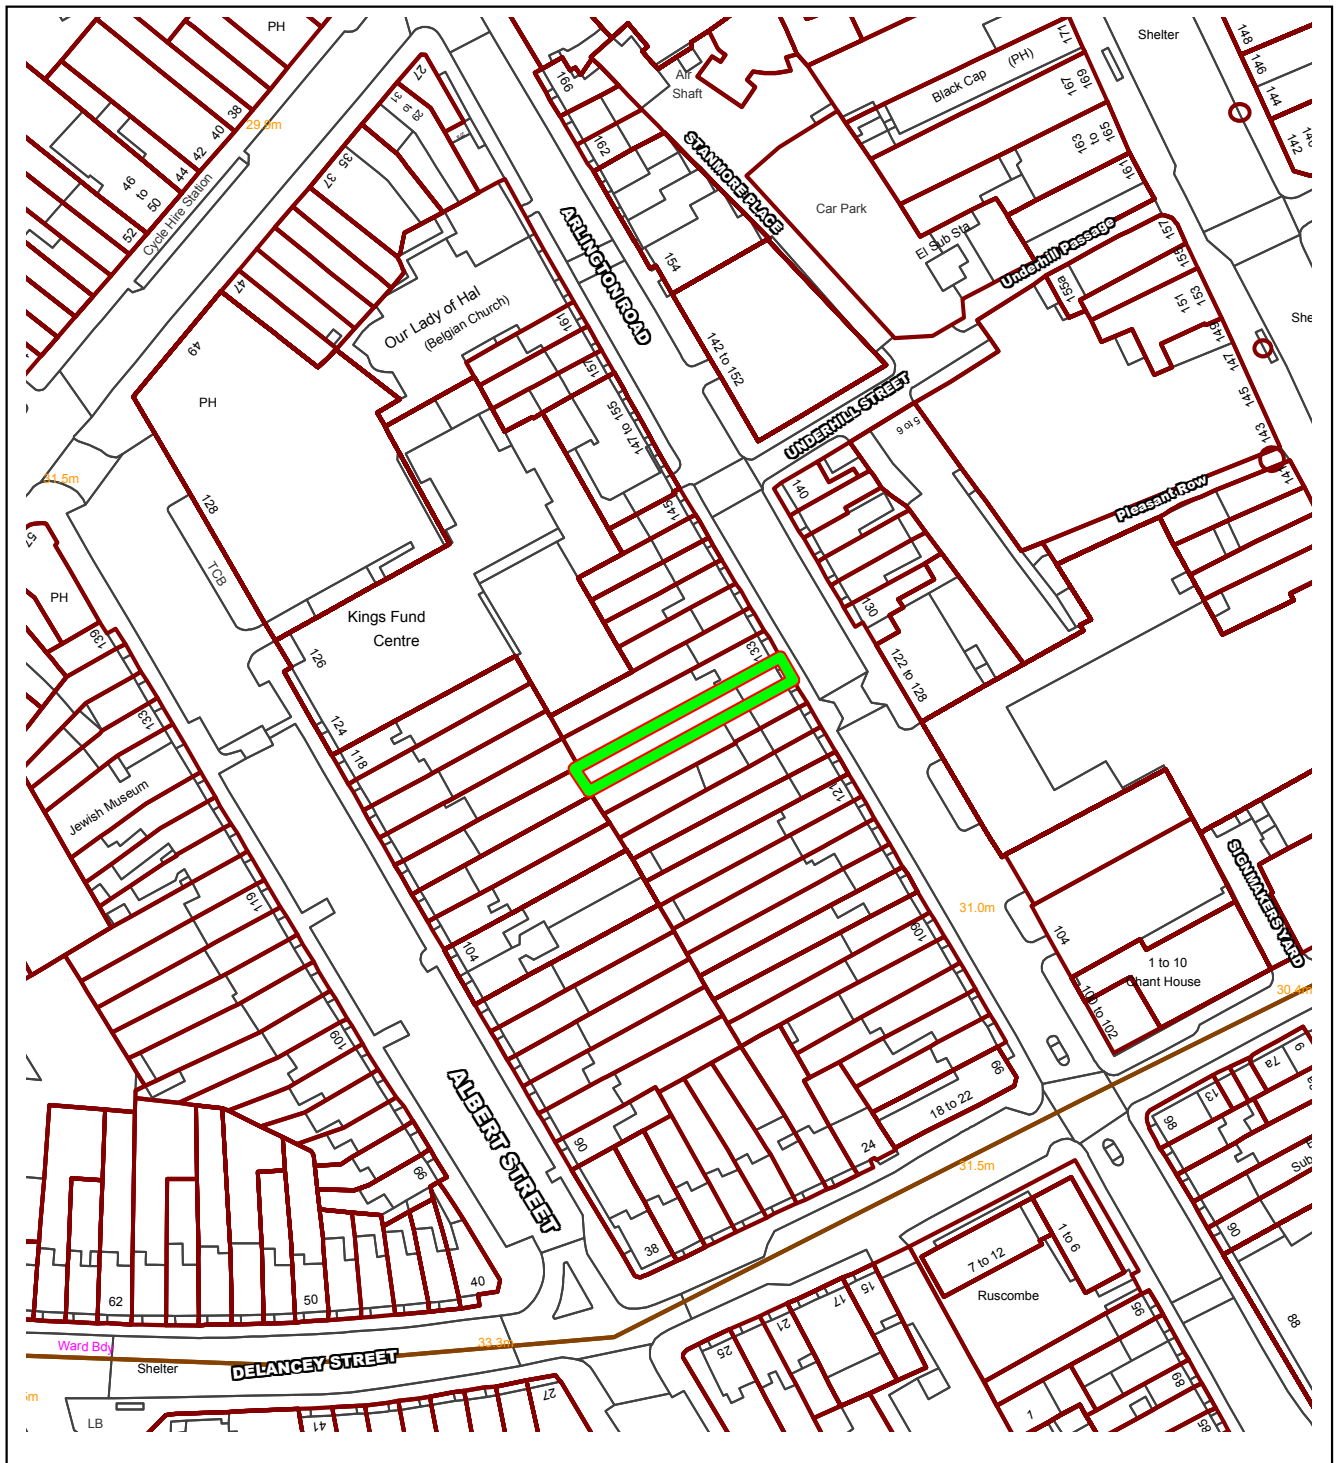 PH
38
40
42
44
46
to
50
52
Cycle Hire Station
29.9m
27
29
to
31
35
37
47
49
PH
128
TCB
31.5m
57
PH
139
133
Jewish Museum
119
109
99
Our Lady of Hal
(Belgian Church)
ARLINGTON ROAD
166
162
154
142 to 152
Air
Shaft
STANMORE PLACE
Car Park
El Sub Sta
Black Cap
(PH)
171
169
167
165
to
163
161
Shelter
148
146
144
142
Underhill Passage
157
155a
153
151
149
147
145
143
141
Pleasant Row
UNDERHILL STREET
5 to 6
161
157
147 to 155
145
140
130
122 to 128
Kings Fund
Centre
126
124
118
104
90
133
109
99
18 to 22
24
38
31.0m
104
1 to 10
Chant House
100 to 102
SIGNMAKERS YARD
30.4m
31.5m
ALBERT STREET
62
50
40
Ward Bdy
Shelter
DELANCEY STREET
33.3m
LB
41
27
25
21
17
15
7 to 12
1 to 6
Ruscombe
95
89
85
1
98
13
7a
9
Sub
90
88